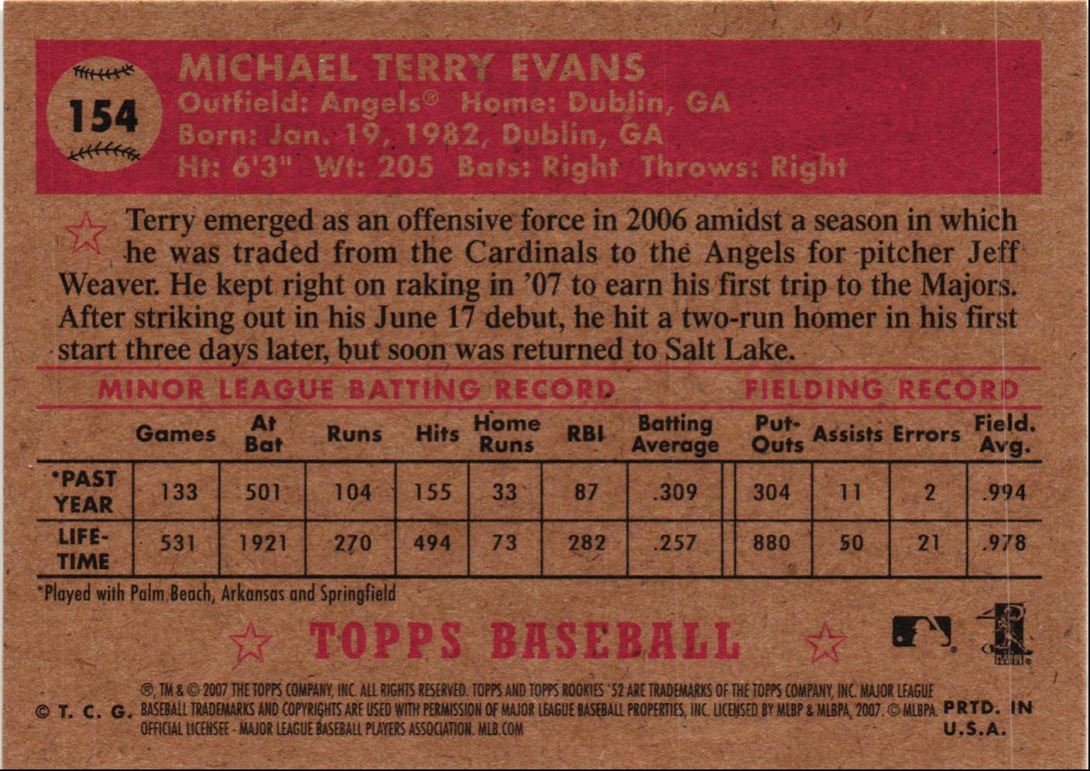 154
MICHAEL TERRY EVANS
Outfield: Angels® Home: Dublin, GA
Born: Jan. 19, 1982, Dublin, GA
Ht: 6'3" Wt: 205 Bats: Right Throws: Right
Terry emerged as an offensive force in 2006 amidst a season in which
he was traded from the Cardinals to the Angels for pitcher Jeff
Weaver. He kept right on raking in '07 to earn his first trip to the Majors.
After striking out in his June 17 debut, he hit a two-run homer in his first
start three days later, but soon was returned to Salt Lake.
MINOR LEAGUE BATTING RECORD FIELDING RECORD
Games At Bat Runs Hits Home Runs RBI Batting Average Put-Outs Assists Errors Field. Avg.
*PAST YEAR 133 501 104 155 33 87 .309 304 11 2 .994
LIFE-TIME 531 1921 270 494 73 282 .257 880 50 21 .978
*Played with Palm Beach, Arkansas and Springfield
TOPPS BASEBALL
®, TM & © 2007 THE TOPPS COMPANY, INC. ALL RIGHTS RESERVED. TOPPS AND TOPPS ROOKIES '52 ARE TRADEMARKS OF THE TOPPS COMPANY, INC. MAJOR LEAGUE
© T. C. G. BASEBALL TRADEMARKS AND COPYRIGHTS ARE USED WITH PERMISSION OF MAJOR LEAGUE BASEBALL PROPERTIES, INC. LICENSED BY MLBP & MLBPA, 2007. © MLBPA. PRTD. IN
OFFICIAL LICENSEE - MAJOR LEAGUE BASEBALL PLAYERS ASSOCIATION. MLB.COM U.S.A.